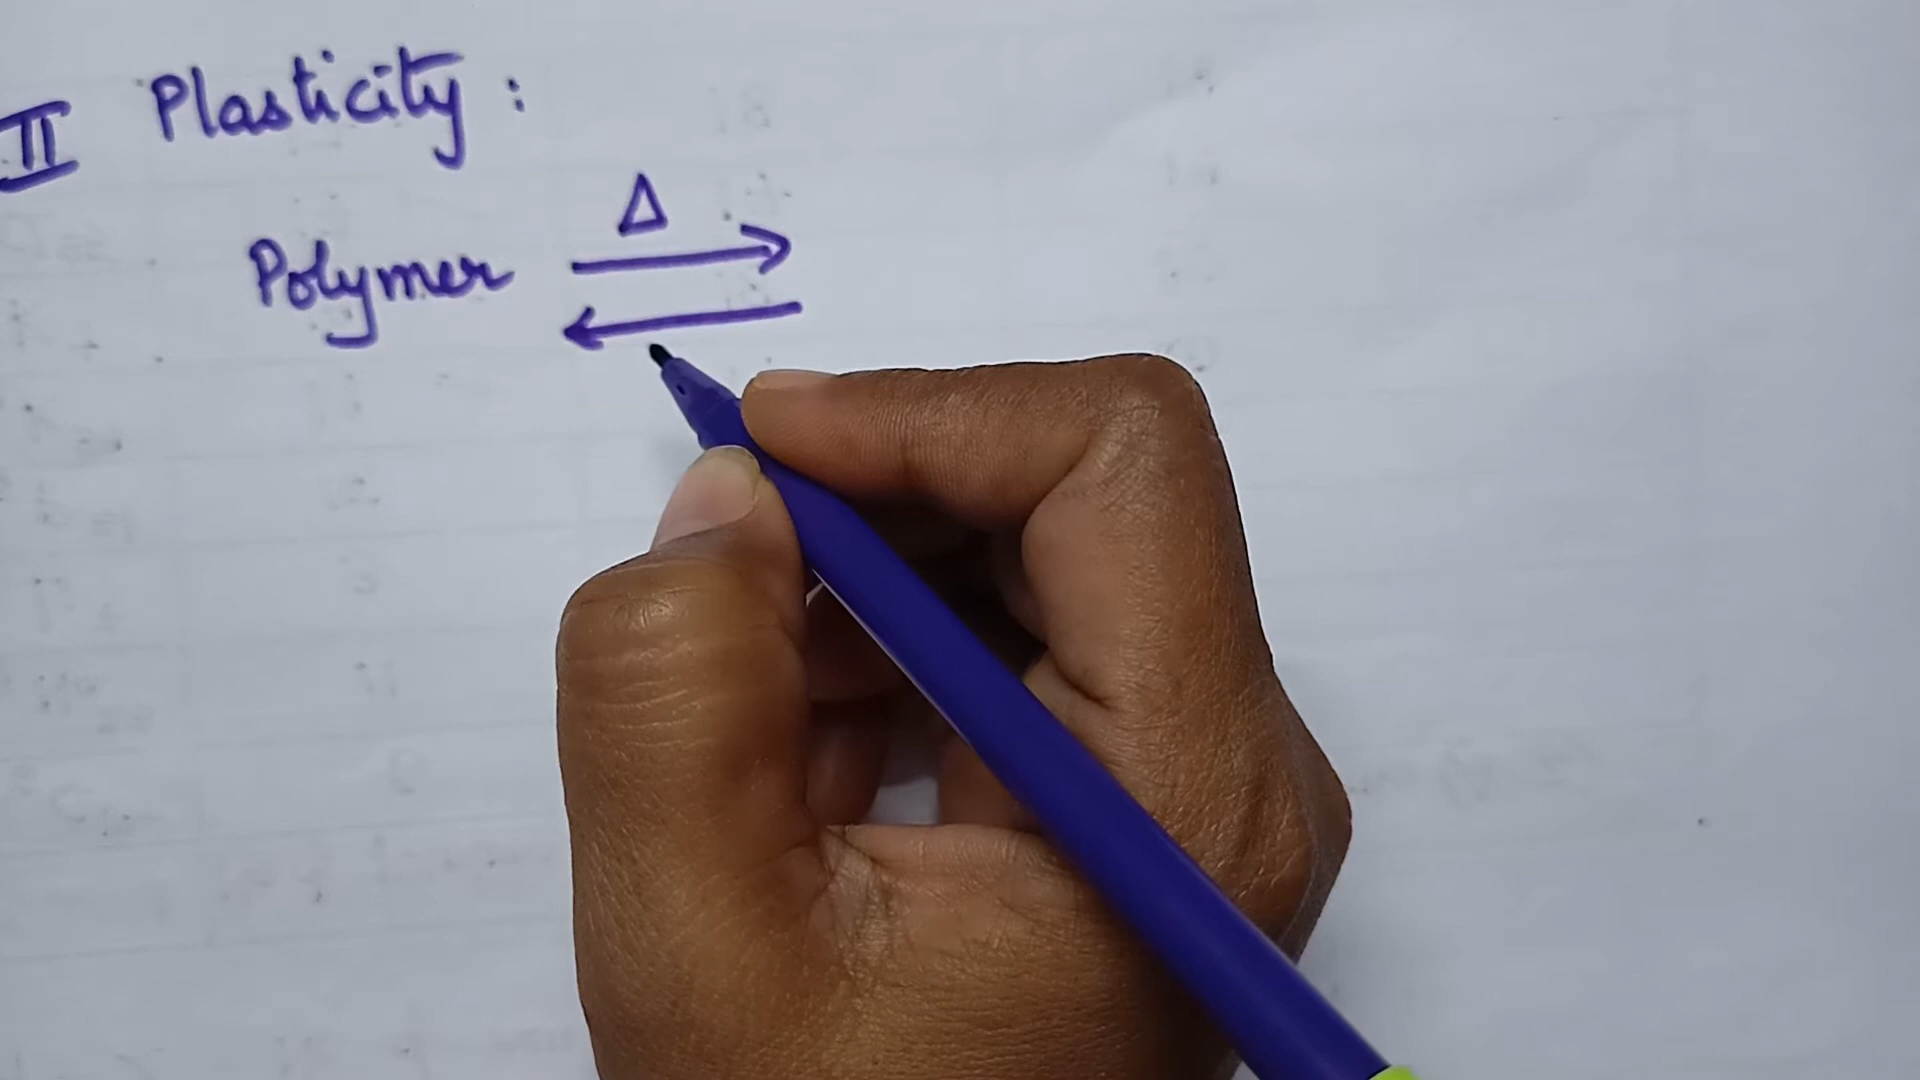 II Plasticity :
Δ
Polymer ⇌